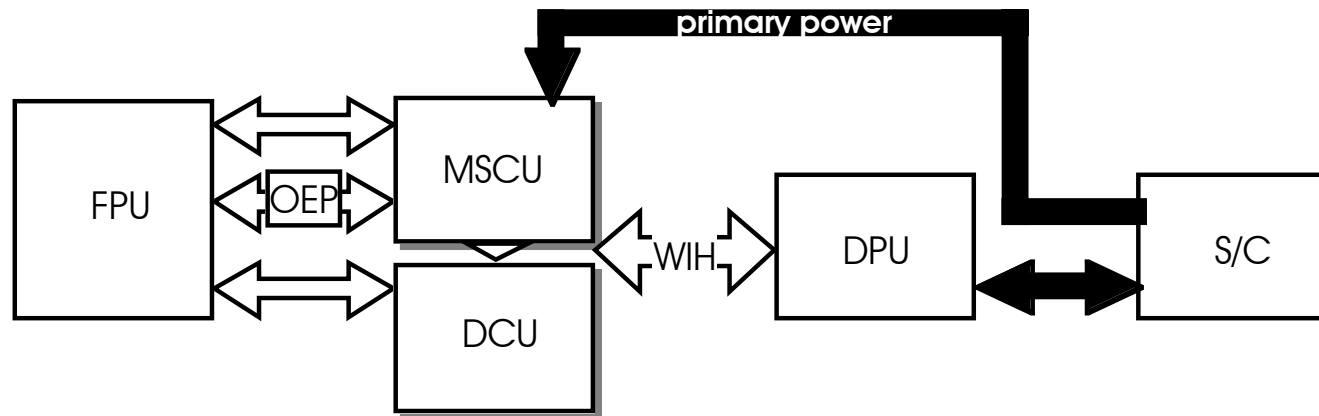 primary power
FPU
OEP
MSCU
DCU
WIH
DPU
S/C